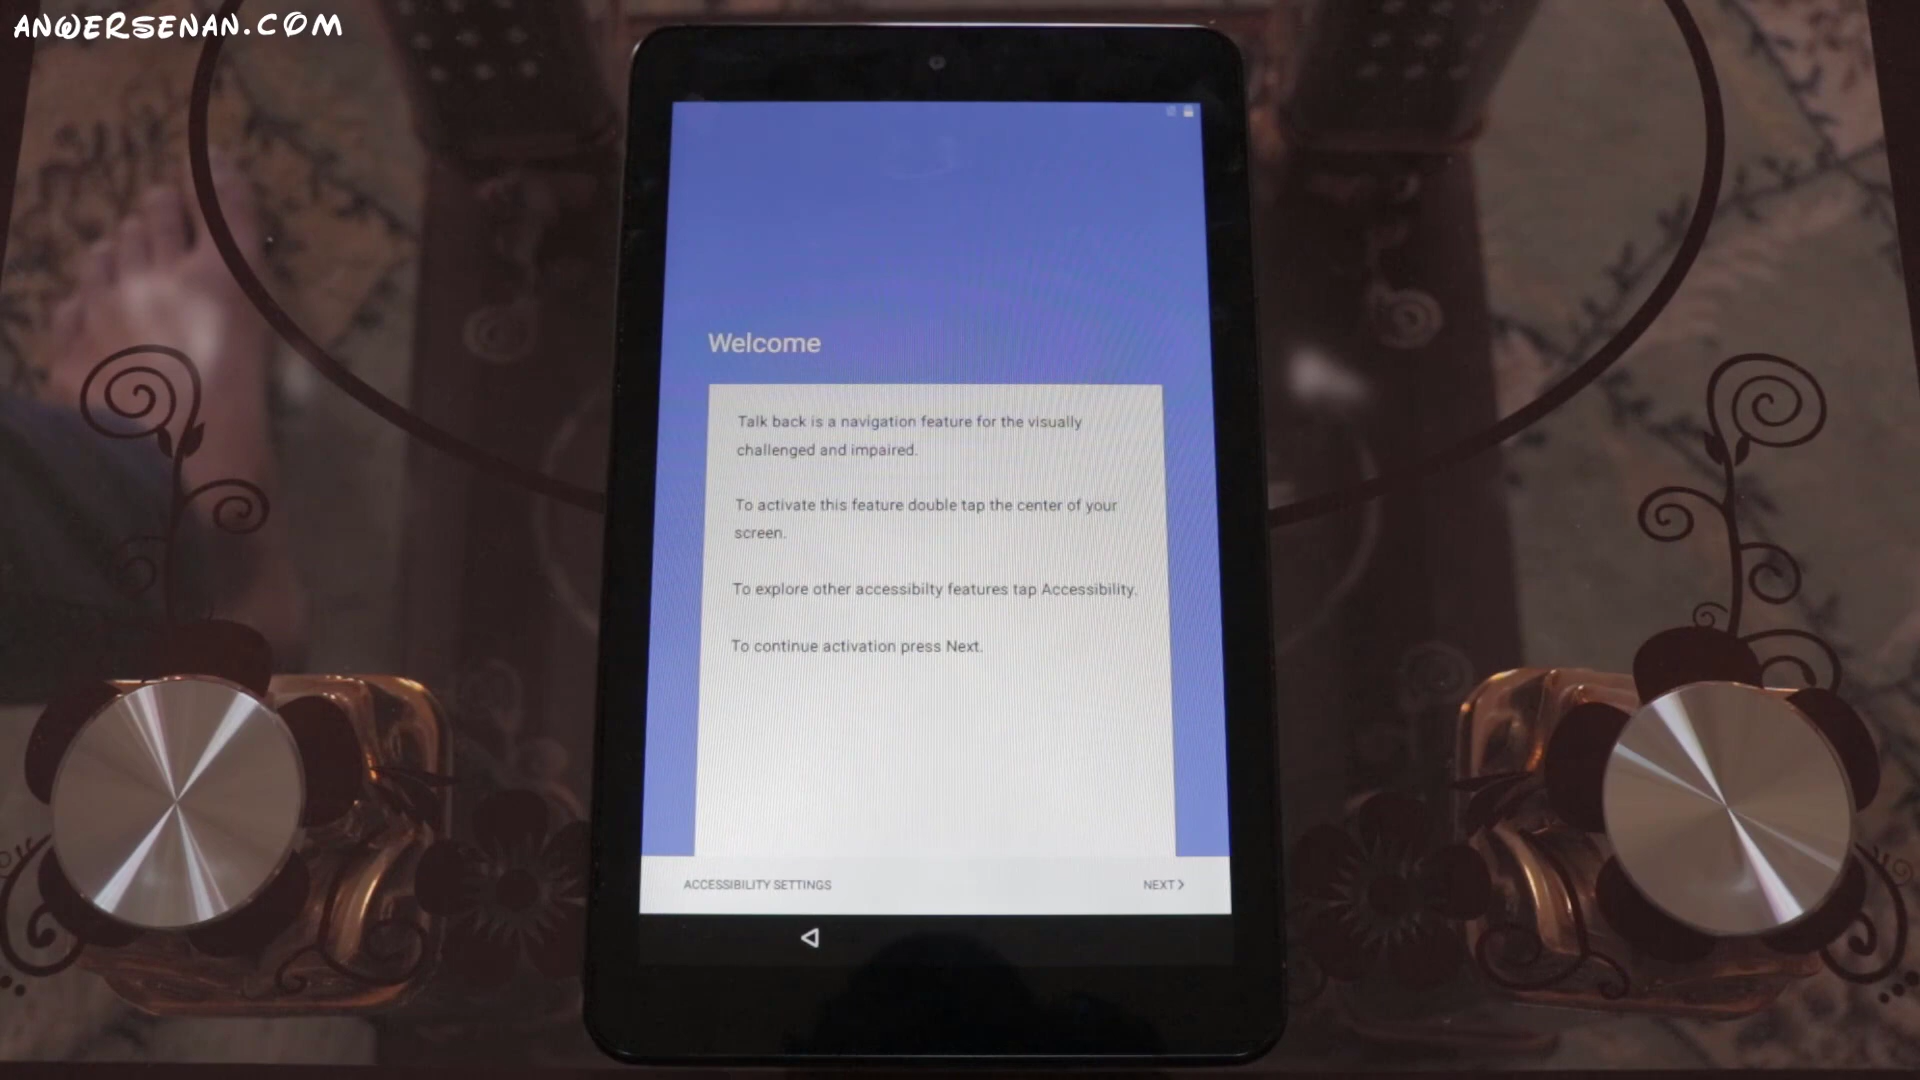 ANWERSENAN.COM
Welcome
Talk back is a navigation feature for the visually
challenged and impaired.
To activate this feature double tap the center of your
screen.
To explore other accessibilty features tap Accessibility.
To continue activation press Next.
ACCESSIBILITY SETTINGS
NEXT